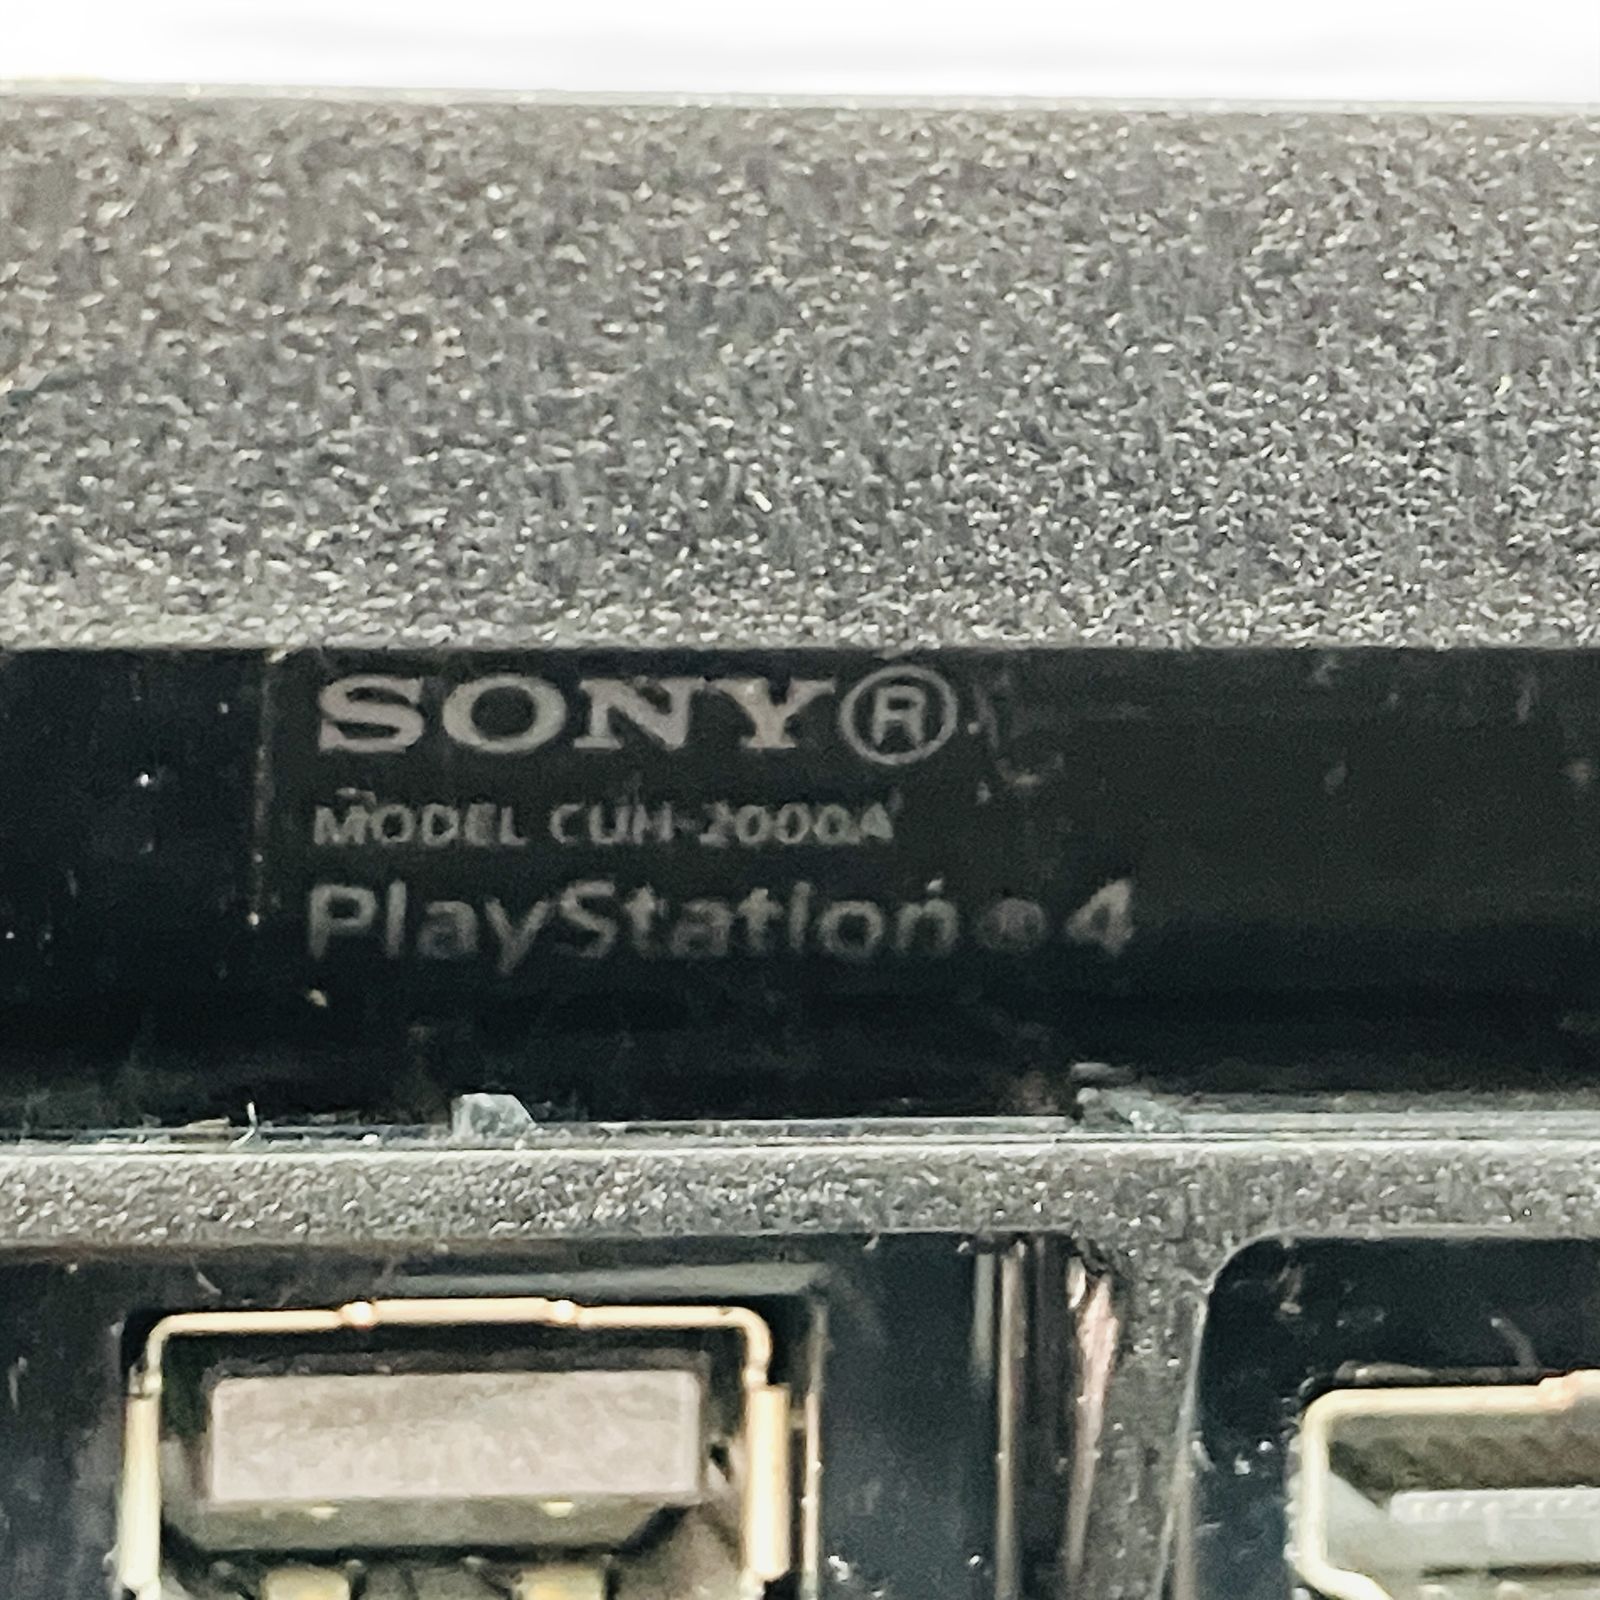 SONY®
MODEL CUH-2000A
PlayStation®4